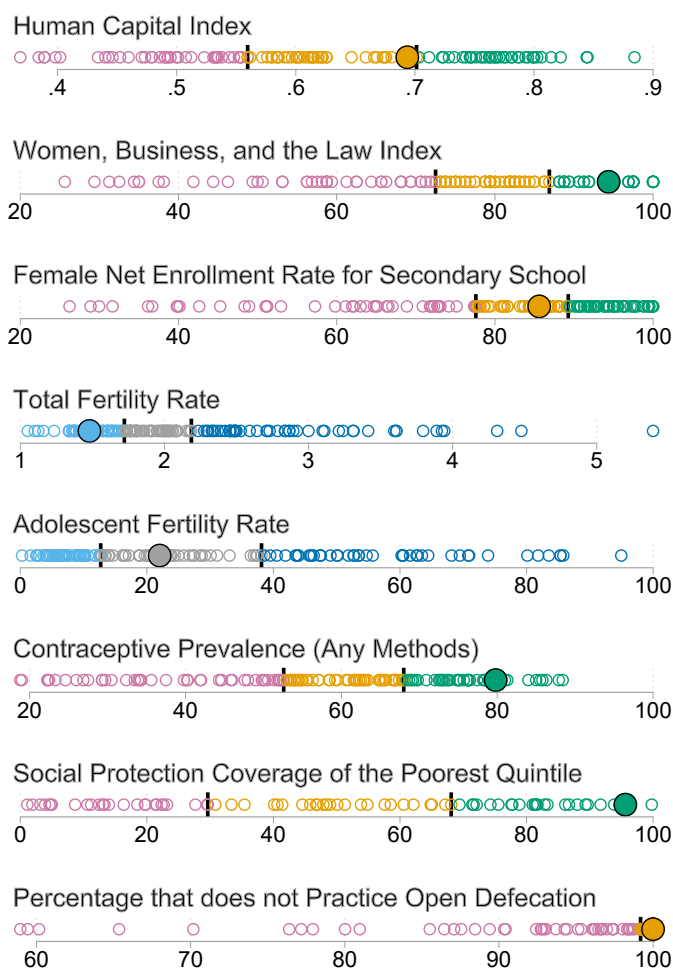 Human Capital Index
.4 .5 .6 .7 .8 .9
Women, Business, and the Law Index
20 40 60 80 100
Female Net Enrollment Rate for Secondary School
20 40 60 80 100
Total Fertility Rate
1 2 3 4 5
Adolescent Fertility Rate
0 20 40 60 80 100
Contraceptive Prevalence (Any Methods)
20 40 60 80 100
Social Protection Coverage of the Poorest Quintile
0 20 40 60 80 100
Percentage that does not Practice Open Defecation
60 70 80 90 100